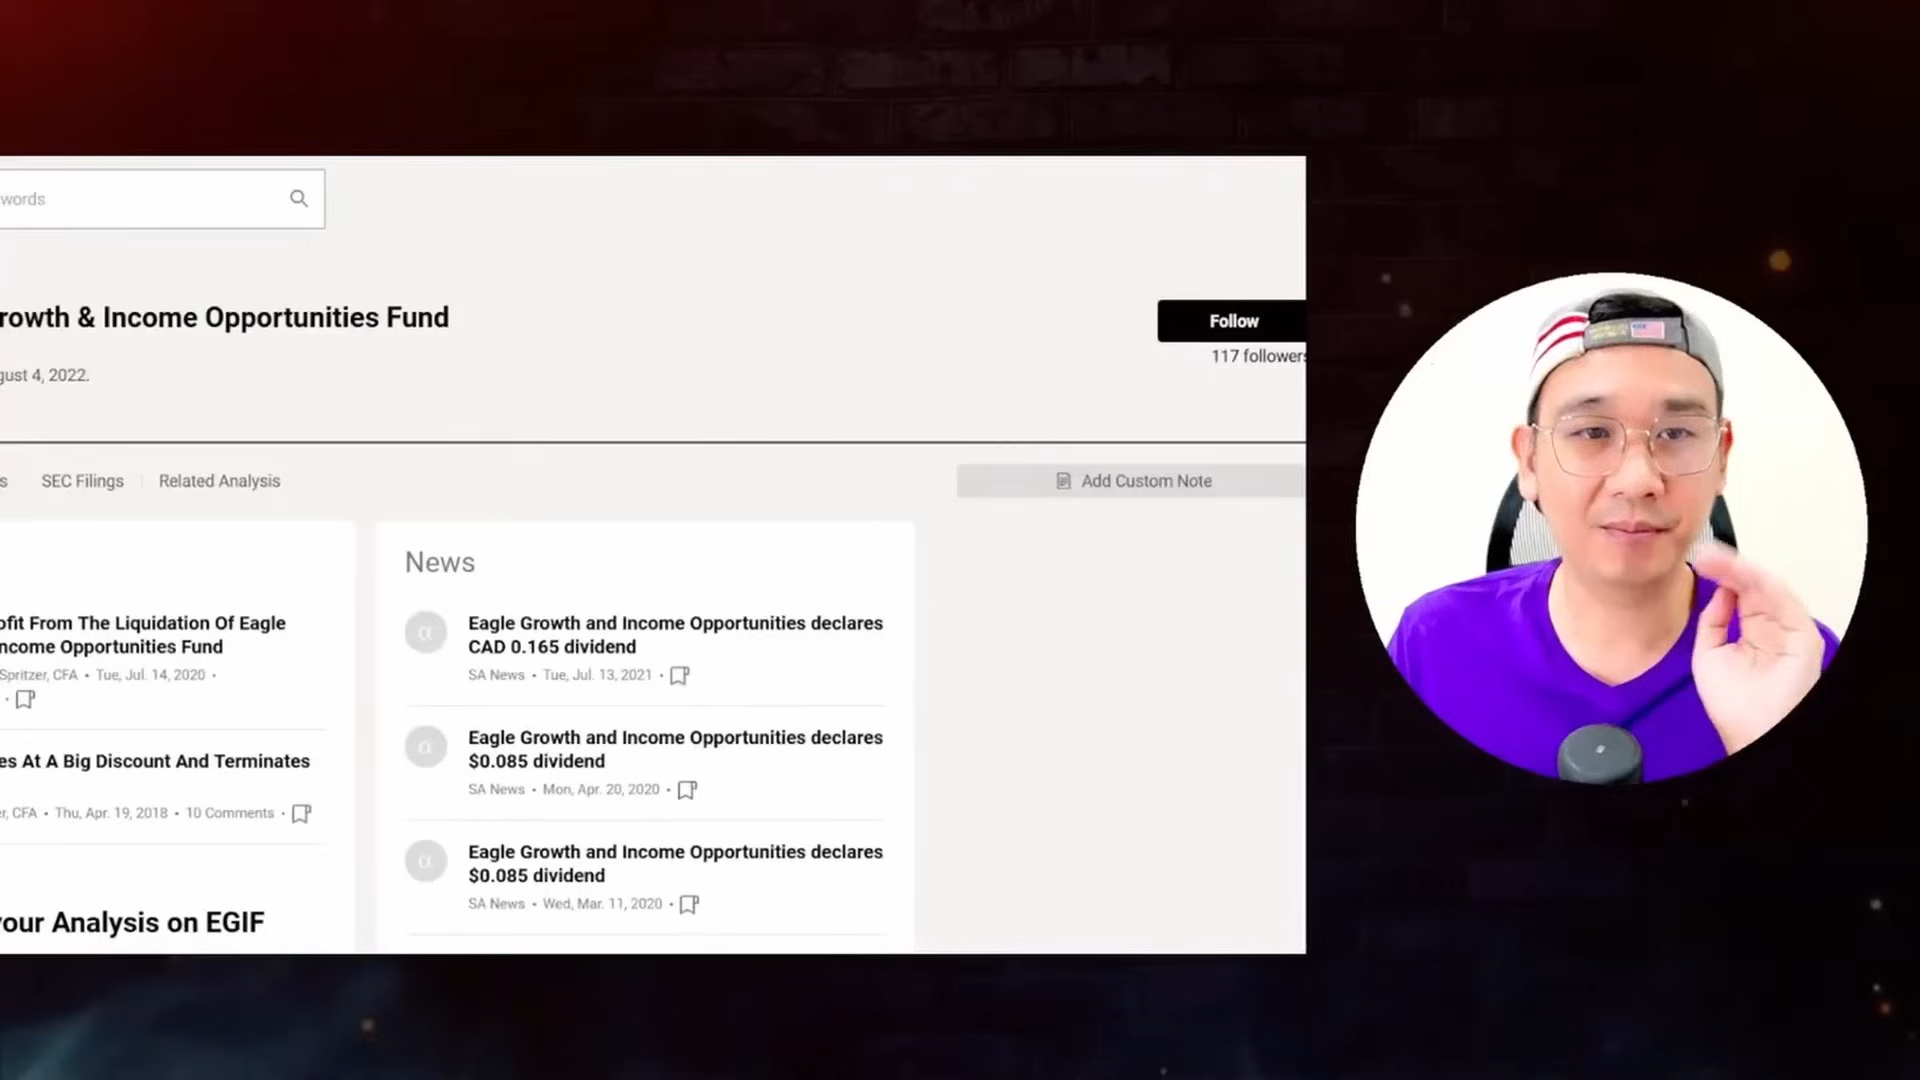 words
rowth & Income Opportunities Fund
Follow
117 followers
gust 4, 2022.
s SEC Filings Related Analysis
Add Custom Note
ofit From The Liquidation Of Eagle
ncome Opportunities Fund
Spritzer, CFA • Tue, Jul. 14, 2020 •
es At A Big Discount And Terminates
er, CFA • Thu, Apr. 19, 2018 • 10 Comments •
your Analysis on EGIF
News
Eagle Growth and Income Opportunities declares
CAD 0.165 dividend
SA News • Tue, Jul. 13, 2021 •
Eagle Growth and Income Opportunities declares
$0.085 dividend
SA News • Mon, Apr. 20, 2020 •
Eagle Growth and Income Opportunities declares
$0.085 dividend
SA News • Wed, Mar. 11, 2020 •